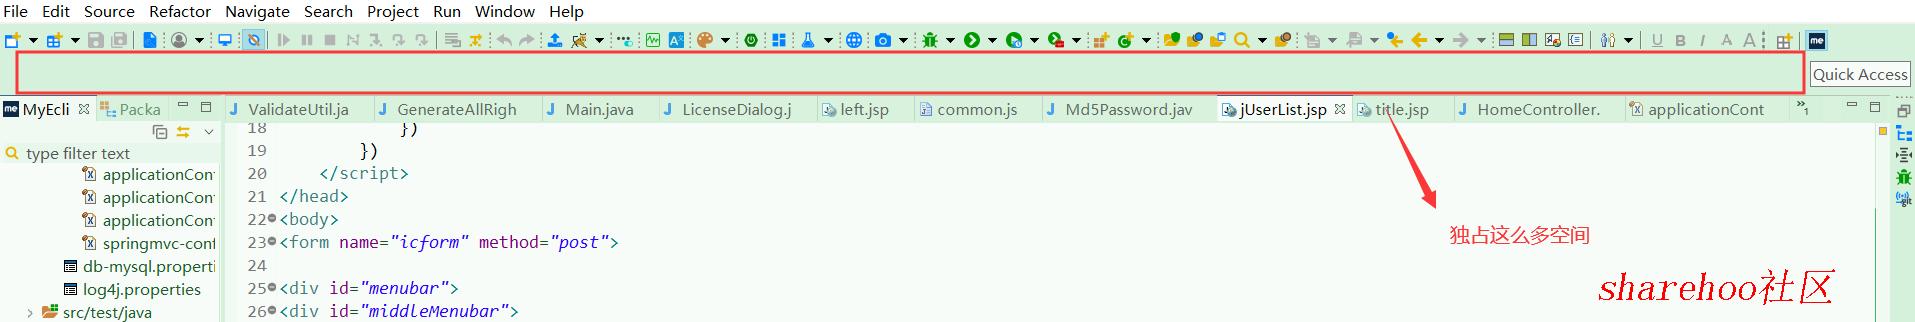 File Edit Source Refactor Navigate Search Project Run Window Help
U B I A A me
Quick Access
me MyEcli Packa ValidateUtil.ja GenerateAllRigh Main.java LicenseDialog.j left.jsp common.js Md5Password.jav jUserList.jsp title.jsp HomeController. applicationCont »1
type filter text
applicationCon
applicationCon
applicationCon
springmvc-conf
db-mysql.properti
log4j.properties
src/test/java
18 })
19 })
20 </script>
21 </head>
22 <body>
23 <form name="icform" method="post">
24
25 <div id="menubar">
26 <div id="middleMenubar">
git
独占这么多空间
sharehoo社区